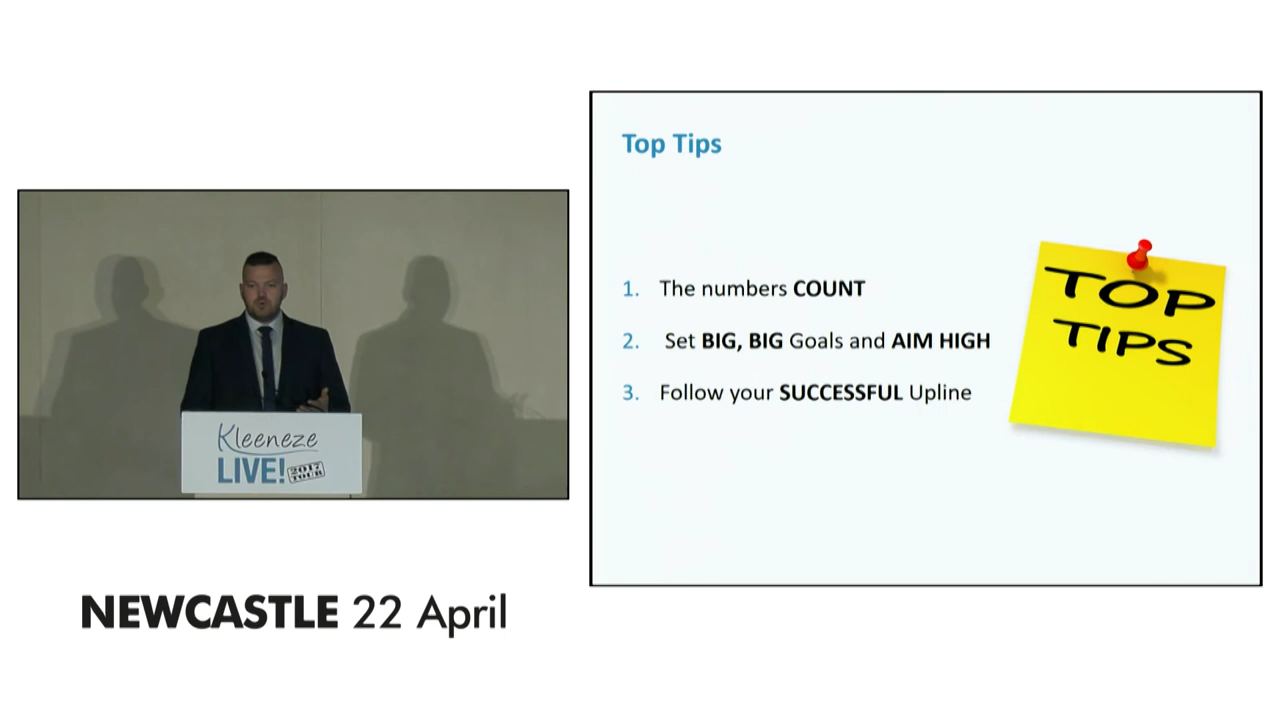 Top Tips
1. The numbers COUNT
2. Set BIG, BIG Goals and AIM HIGH
3. Follow your SUCCESSFUL Upline
TOP
TIPS
Kleeneze
LIVE! 2017 TOUR
NEWCASTLE 22 April